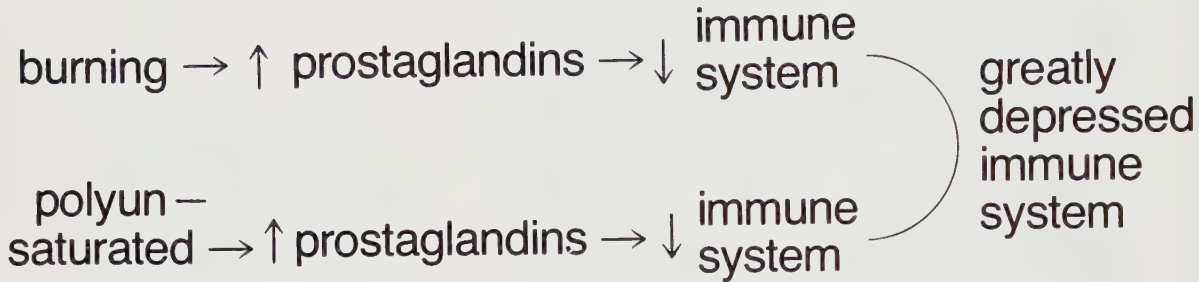 burning → ↑ prostaglandins → ↓ immune system
greatly depressed immune system
polyun-
saturated → ↑ prostaglandins → ↓ immune system